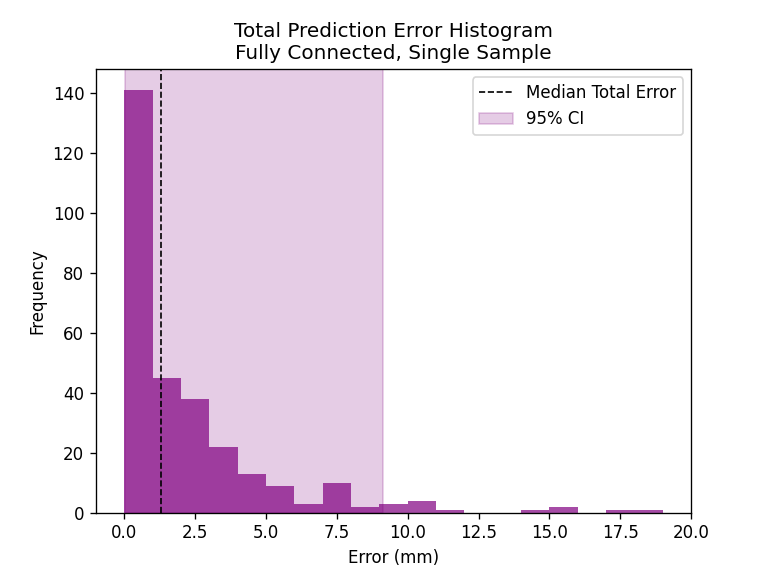 Total Prediction Error Histogram
Fully Connected, Single Sample
Median Total Error
95% CI
Frequency
140
120
100
80
60
40
20
0
0.0 2.5 5.0 7.5 10.0 12.5 15.0 17.5 20.0
Error (mm)